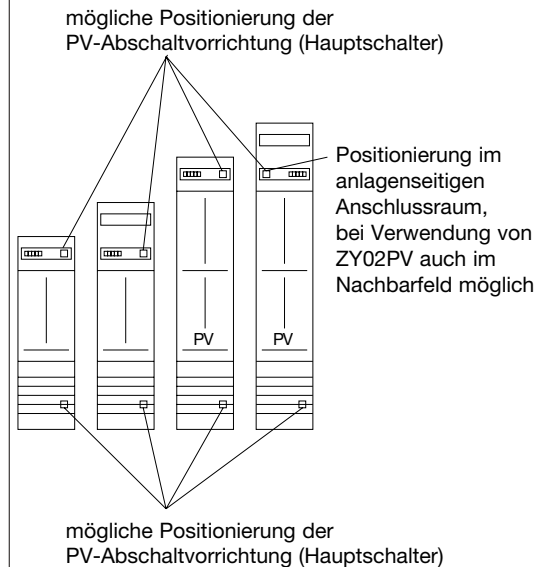 mögliche Positionierung der
PV-Abschaltvorrichtung (Hauptschalter)
Positionierung im
anlagenseitigen
Anschlussraum,
bei Verwendung von
ZY02PV auch im
Nachbarfeld möglich
PV
PV
mögliche Positionierung der
PV-Abschaltvorrichtung (Hauptschalter)